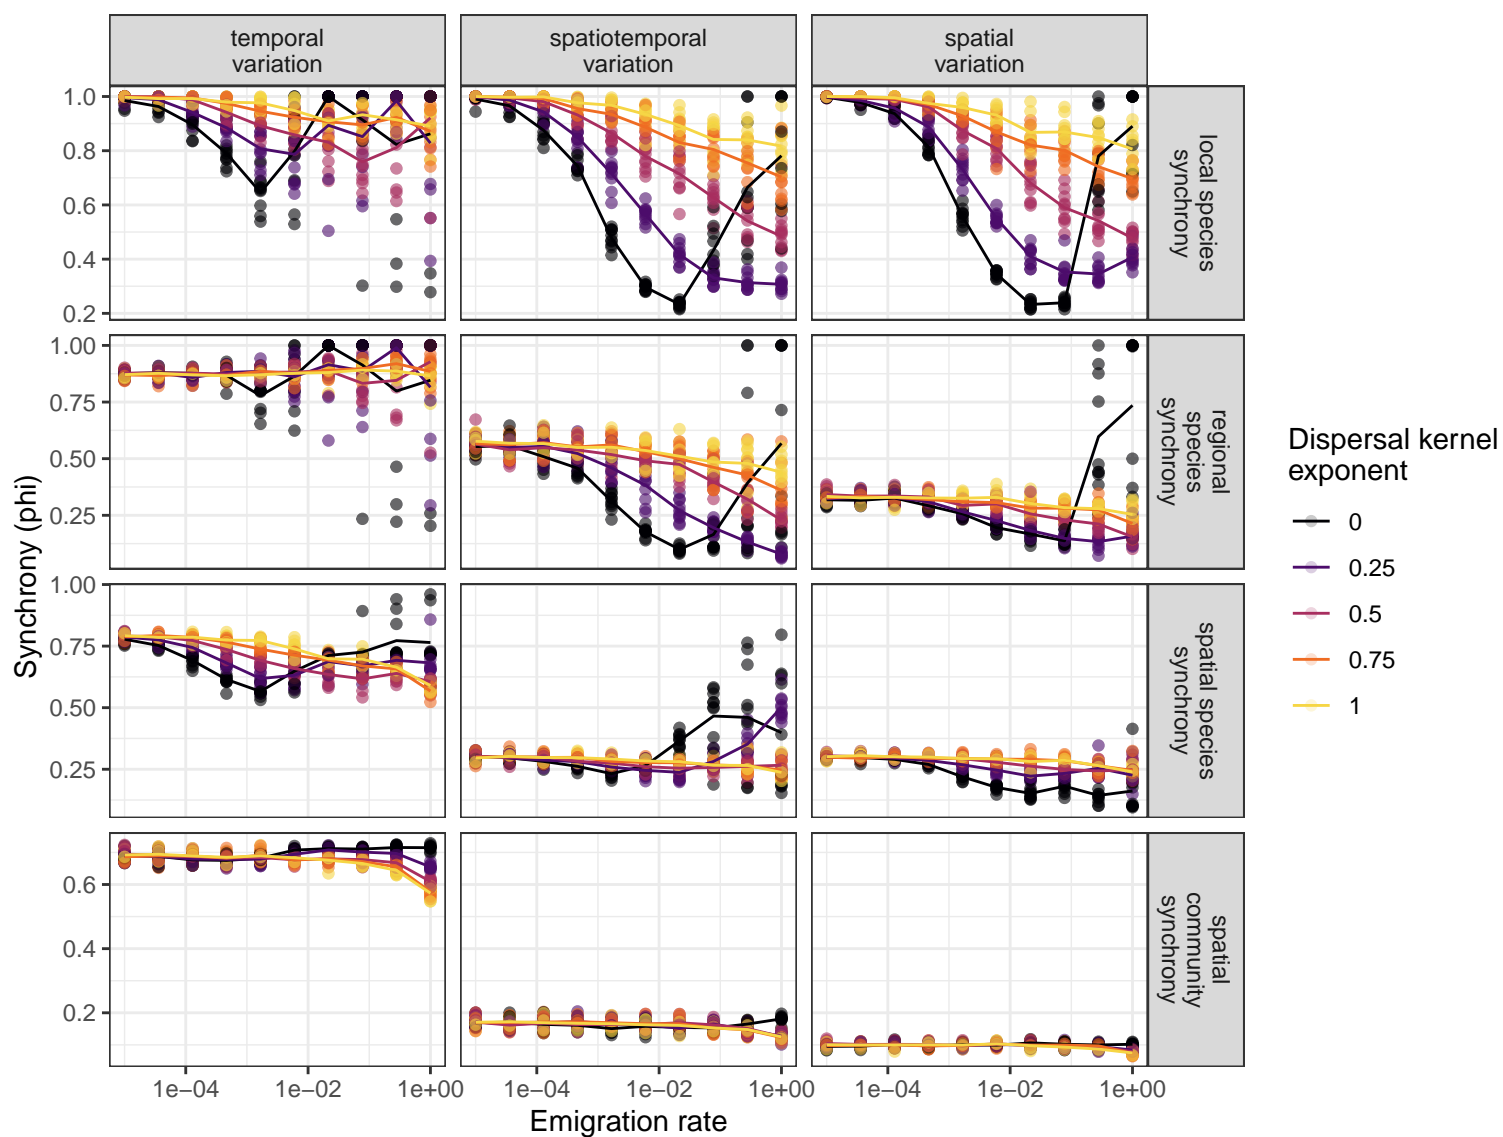 temporal
variation
spatiotemporal
variation
spatial
variation
1.0
0.8
0.6
0.4
0.2
local species
synchrony
1.00
0.75
0.50
0.25
regional
species
synchrony
1.00
0.75
0.50
0.25
spatial species
synchrony
0.6
0.4
0.2
spatial
community
synchrony
Synchrony (phi)
1e−04
1e−02
1e+00
1e−04
1e−02
1e+00
1e−04
1e−02
1e+00
Emigration rate
Dispersal kernel
exponent
0
0.25
0.5
0.75
1